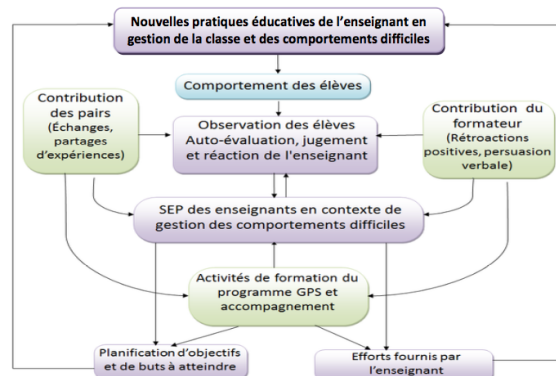 Nouvelles pratiques éducatives de l'enseignant en
gestion de la classe et des comportements difficiles
Comportement des élèves
Contribution
des pairs
(Échanges,
partages
d'expériences)
Observation des élèves
Auto-évaluation, jugement
et réaction de l'enseignant
Contribution du
formateur
(Rétroactions
positives, persuasion
verbale)
SEP des enseignants en contexte de
gestion des comportements difficiles
Activités de formation du
programme GPS et
accompagnement
Planification d'objectifs
et de buts à atteindre
Efforts fournis par
l'enseignant